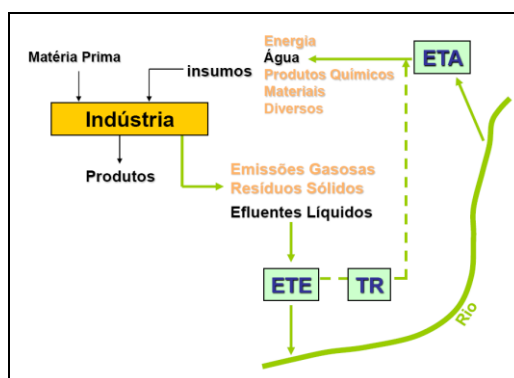 Matéria Prima
insumos
Energia
Água
Produtos Quimicos
Materiais
Diversos
ETA
Indústria
Produtos
Emissões Gasosas
Resíduos Sólidos
Efluentes Líquidos
ETE
TR
Rio